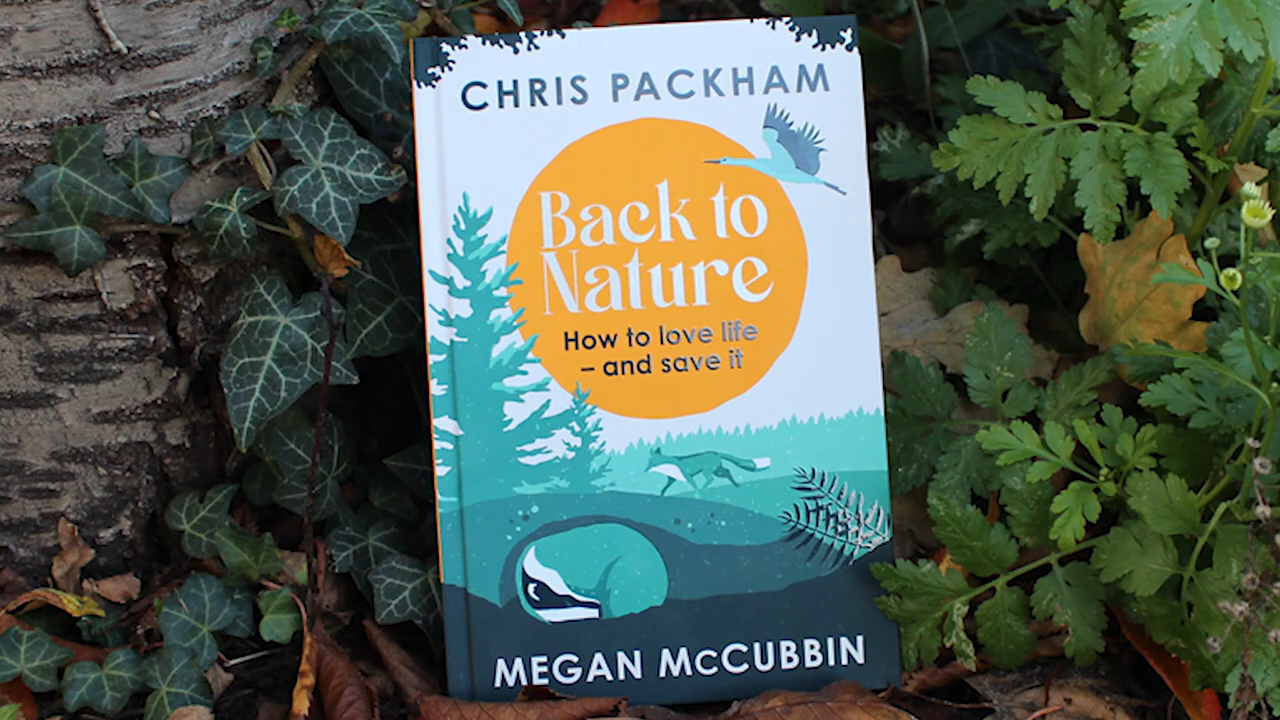 CHRIS PACKHAM
Back to
Nature
How to love life
– and save it
MEGAN McCUBBIN